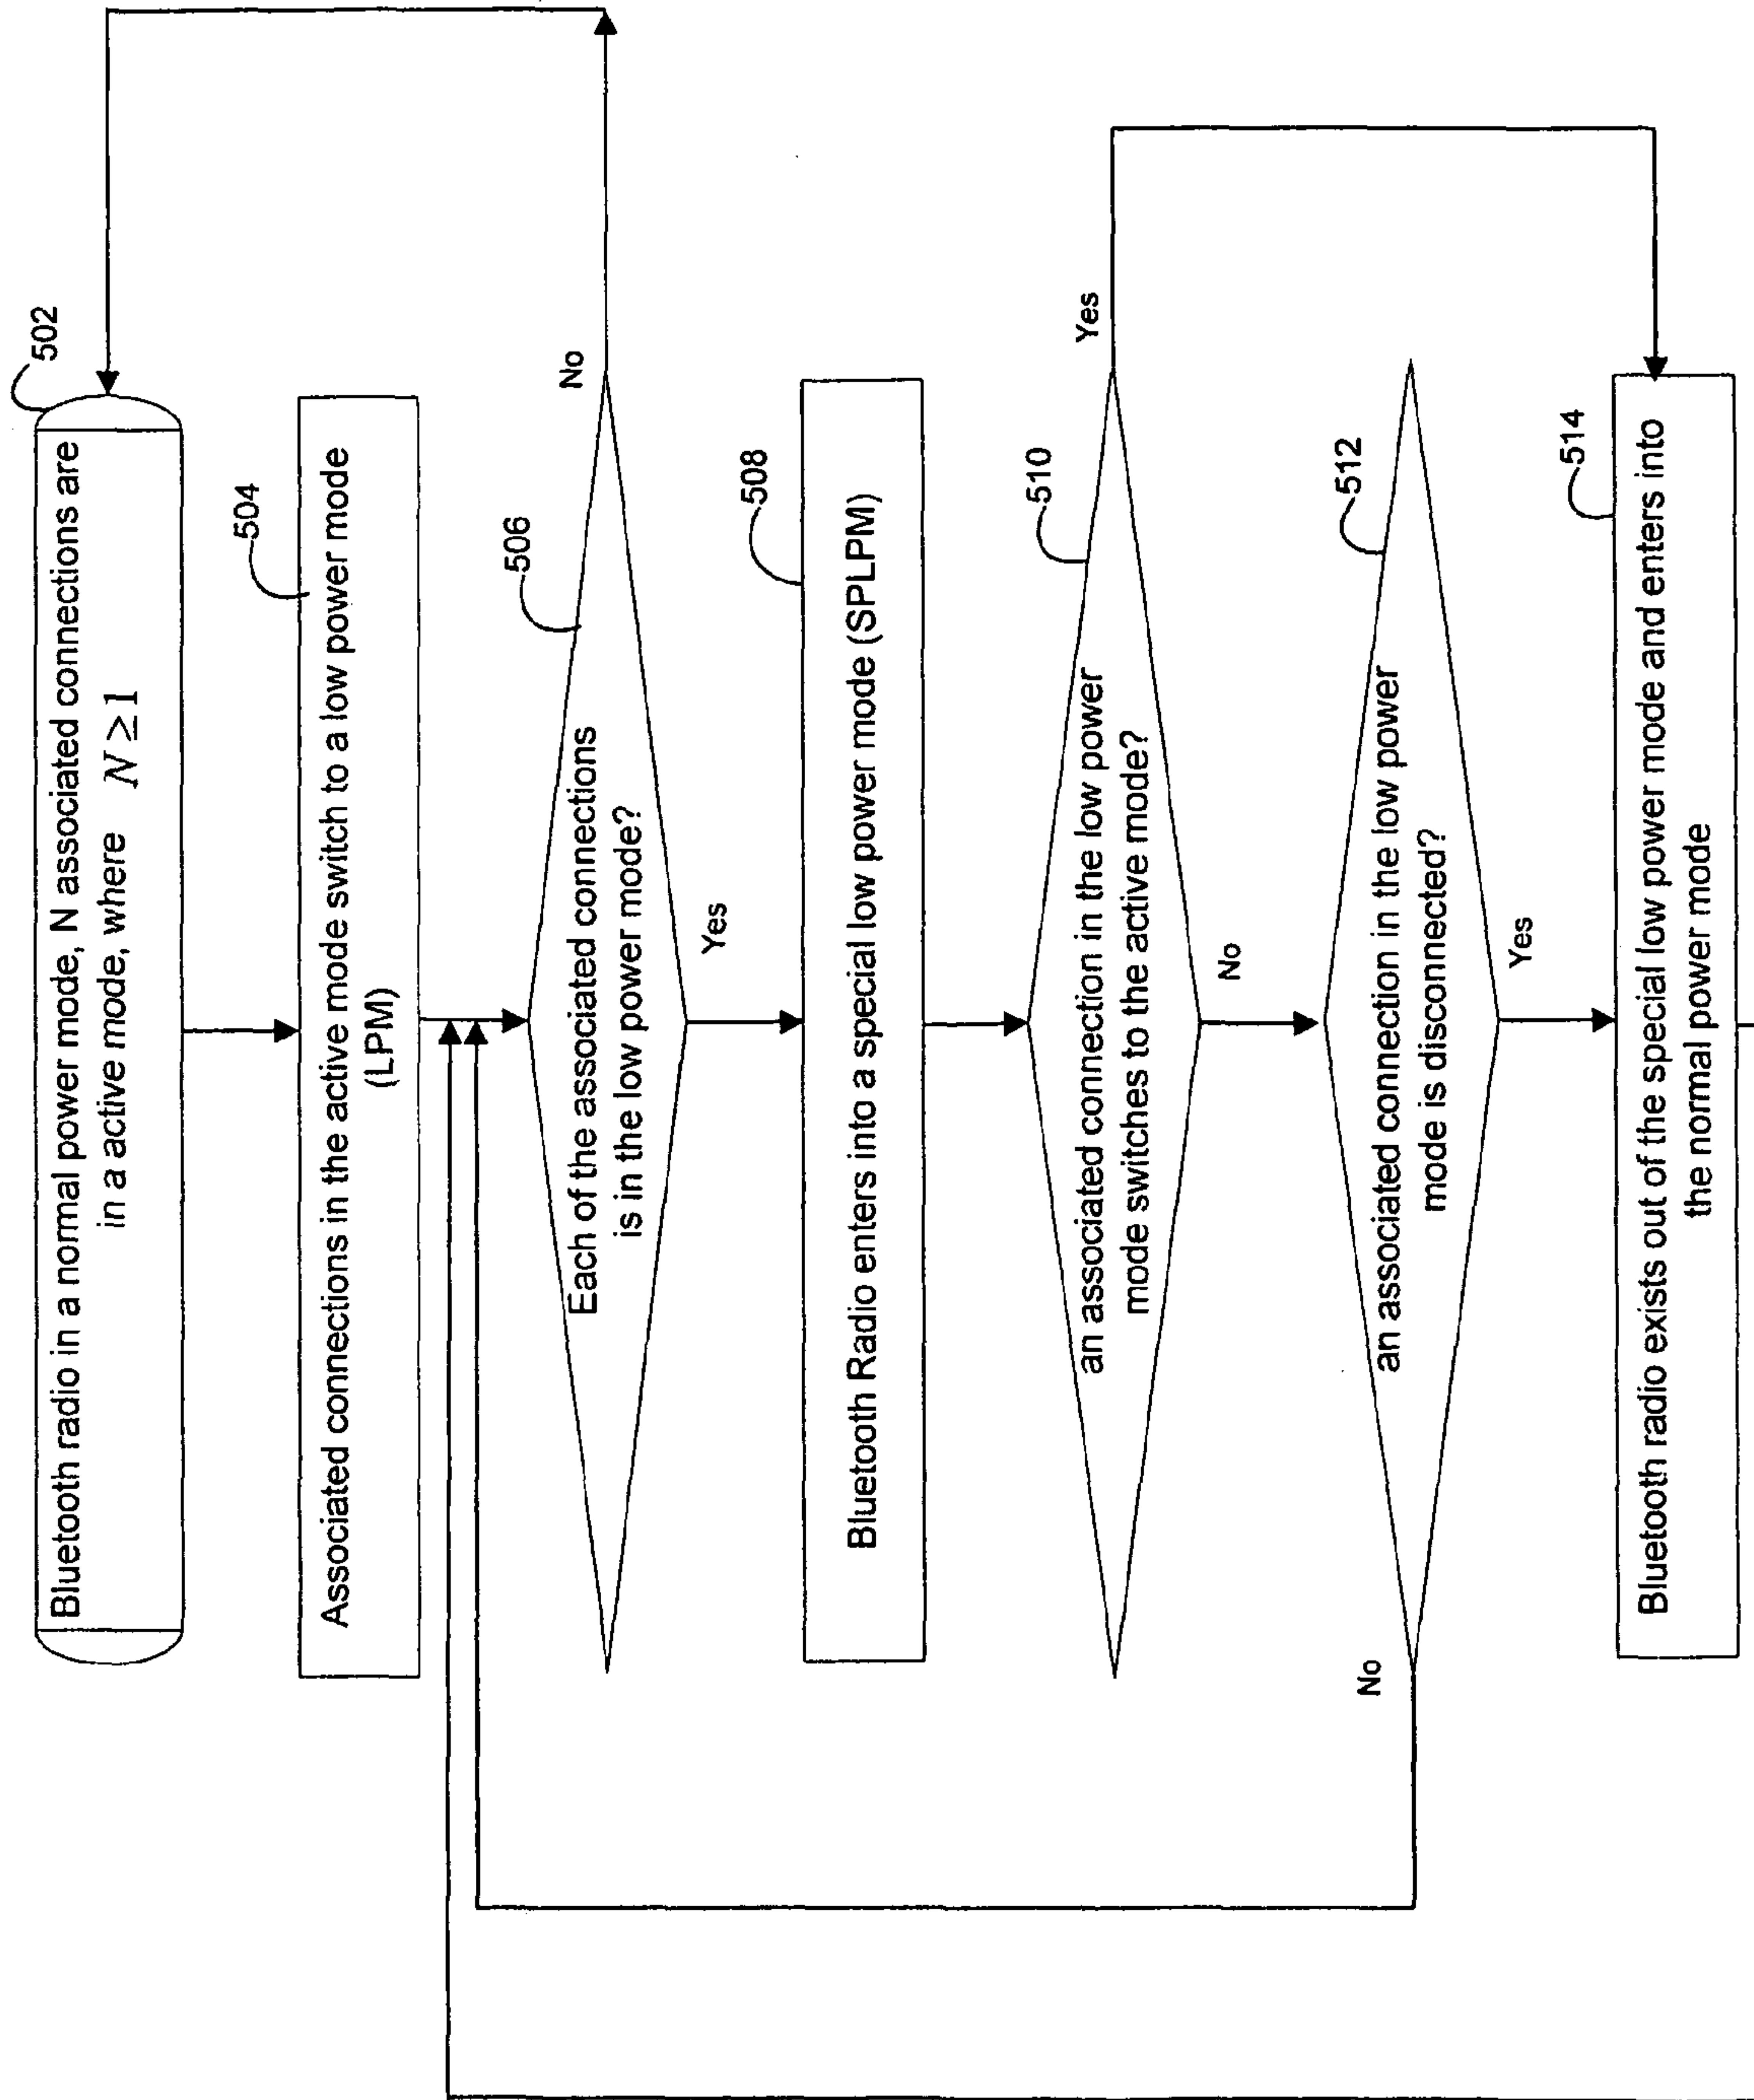 502
Bluetooth radio in a normal power mode, N associated connections are
in a active mode, where N ≥ 1
504
Associated connections in the active mode switch to a low power mode
(LPM)
506
Each of the associated connections
is in the low power mode?
No
Yes
508
Bluetooth Radio enters into a special low power mode (SPLPM)
510
an associated connection in the low power
mode switches to the active mode?
Yes
No
512
an associated connection in the low power
mode is disconnected?
No
Yes
514
Bluetooth radio exists out of the special low power mode and enters into
the normal power mode